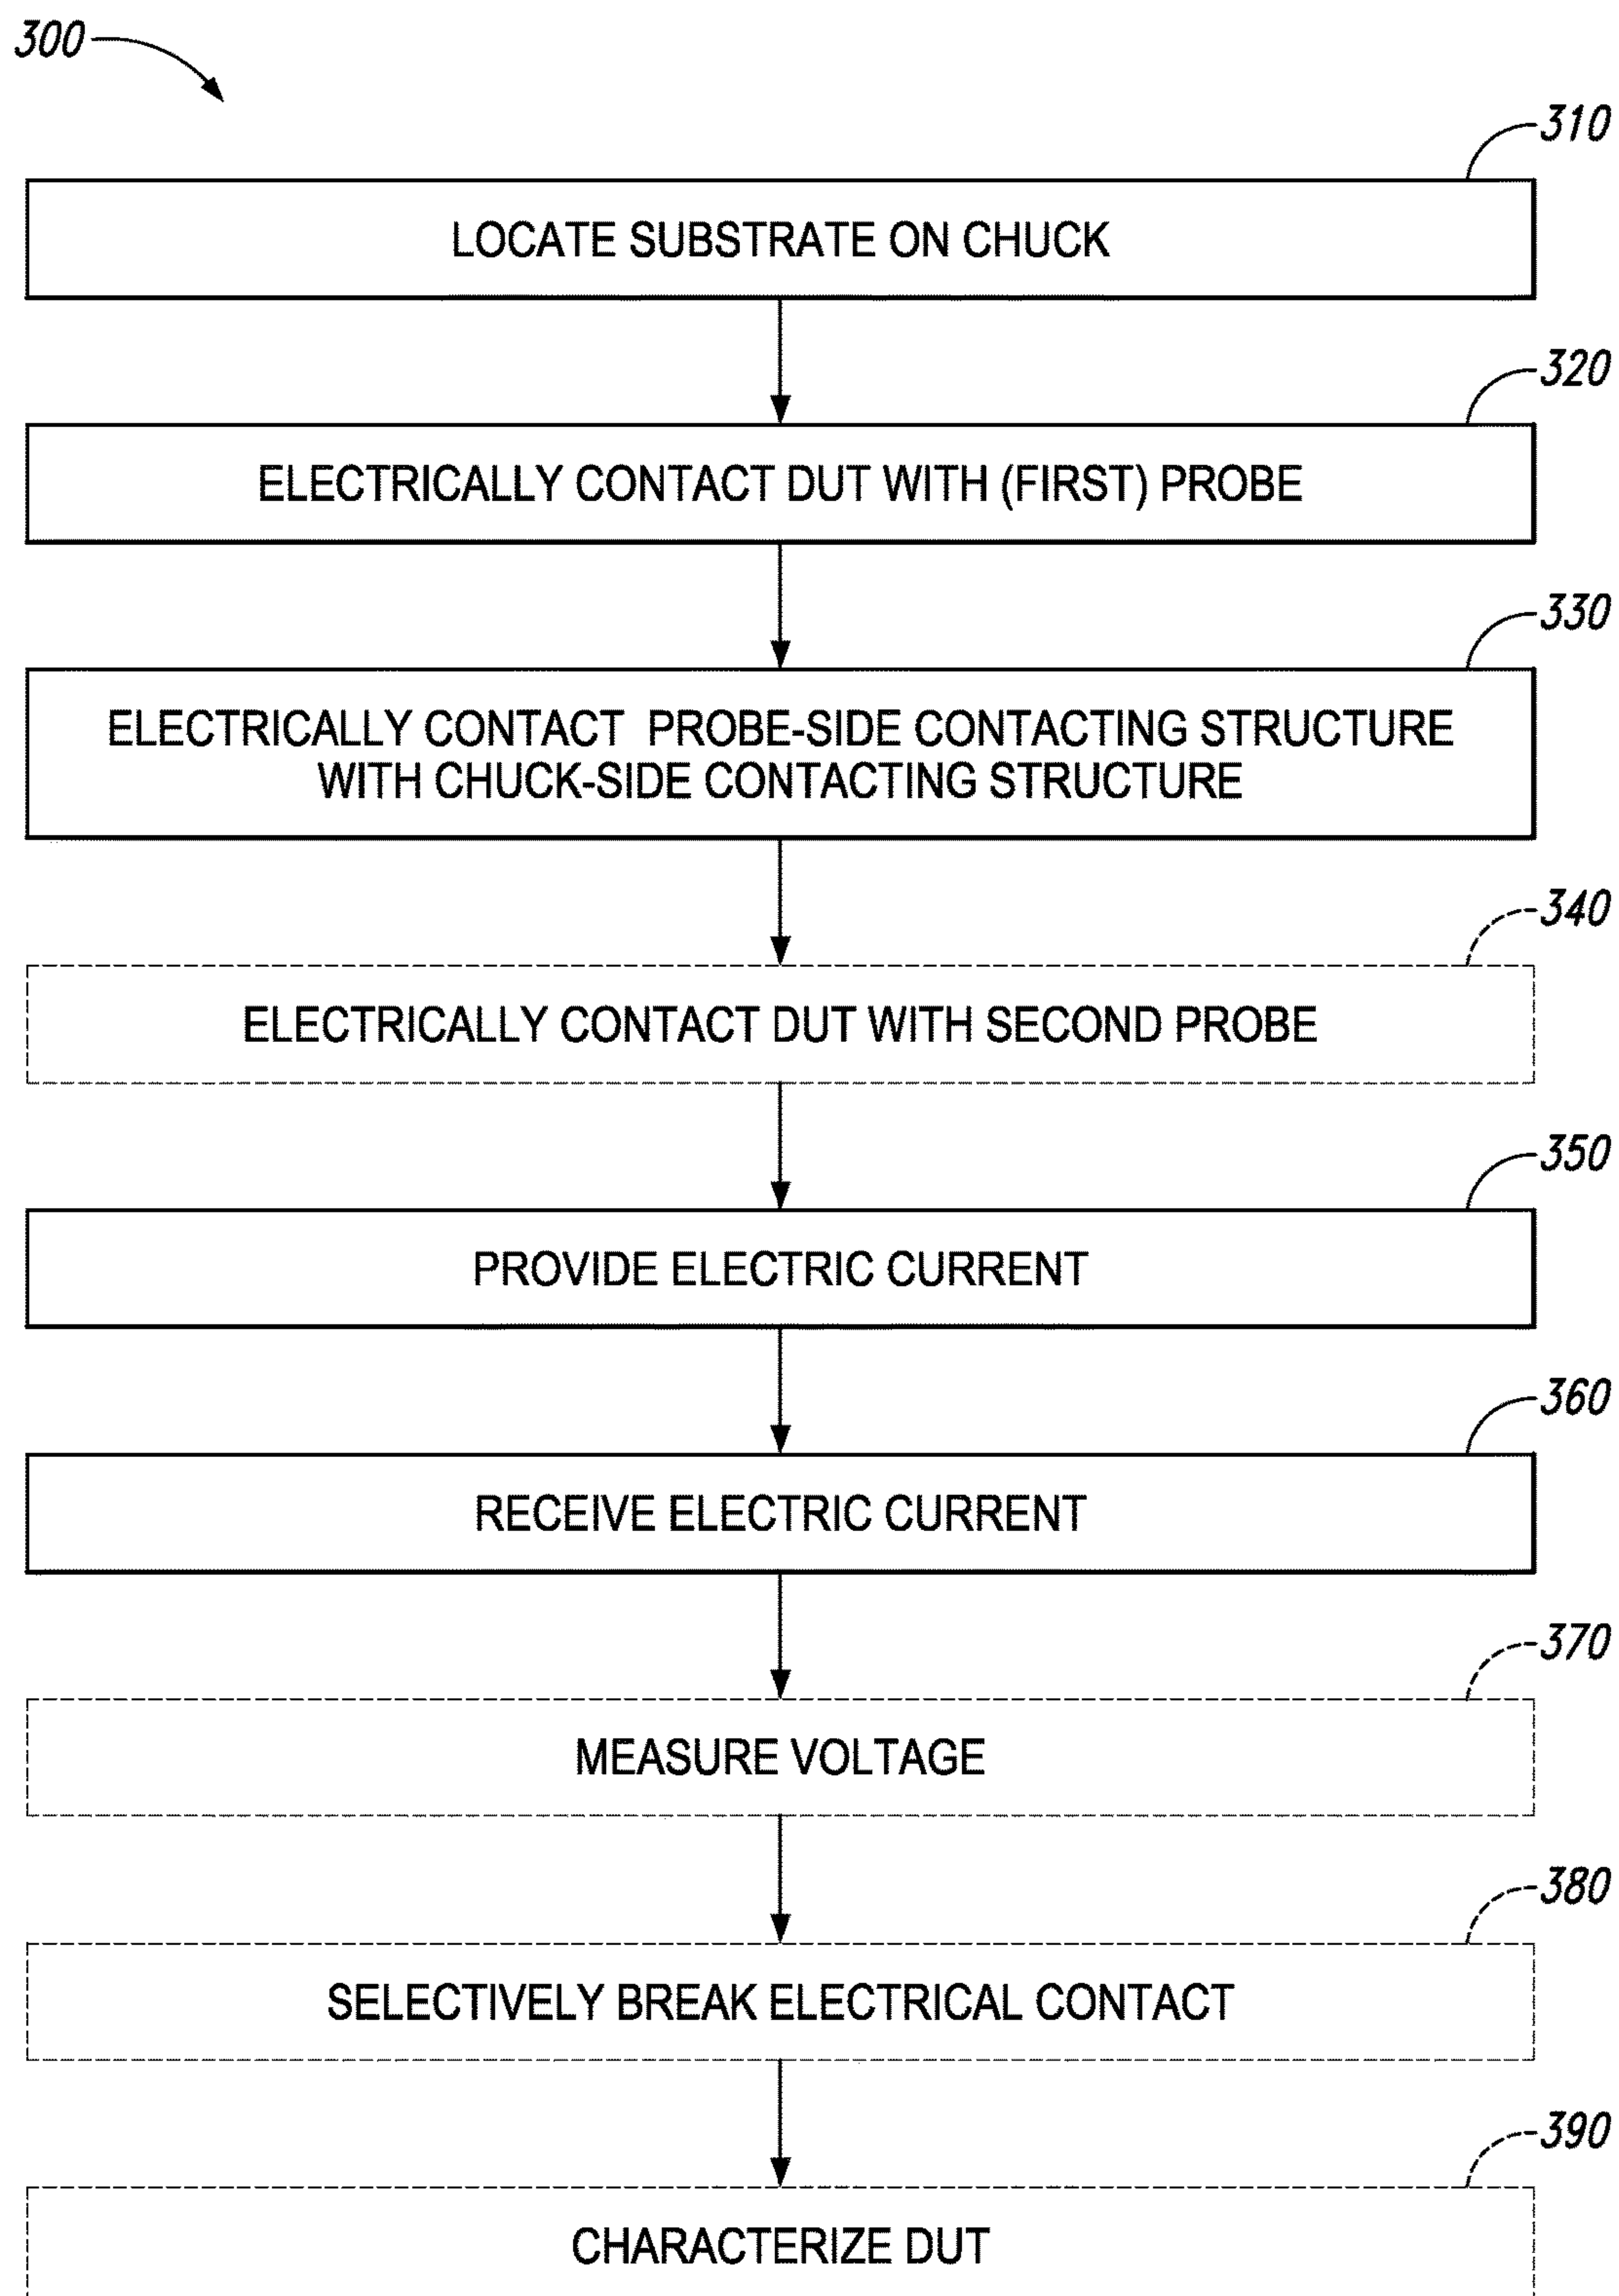 300
310
LOCATE SUBSTRATE ON CHUCK
320
ELECTRICALLY CONTACT DUT WITH (FIRST) PROBE
330
ELECTRICALLY CONTACT PROBE-SIDE CONTACTING STRUCTURE
WITH CHUCK-SIDE CONTACTING STRUCTURE
340
ELECTRICALLY CONTACT DUT WITH SECOND PROBE
350
PROVIDE ELECTRIC CURRENT
360
RECEIVE ELECTRIC CURRENT
370
MEASURE VOLTAGE
380
SELECTIVELY BREAK ELECTRICAL CONTACT
390
CHARACTERIZE DUT